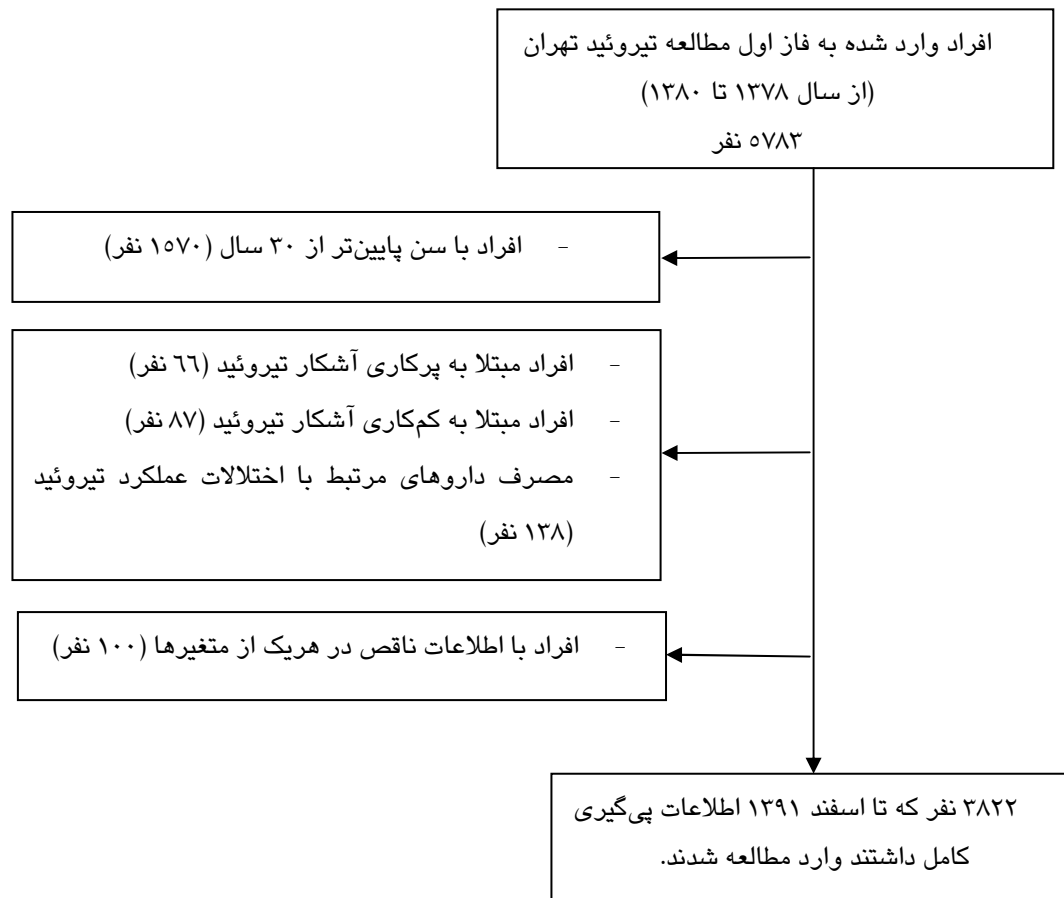 افراد وارد شده به فاز اول مطالعه تیروئید تهران
(از سال ۱۳۷۸ تا ۱۳۸۰)
۵۷۸۳ نفر
- افراد با سن پایین‌تر از ۳۰ سال (۱۵۷۰ نفر)
- افراد مبتلا به پرکاری آشکار تیروئید (۶۶ نفر)
- افراد مبتلا به کم‌کاری آشکار تیروئید (۸۷ نفر)
- مصرف داروهای مرتبط با اختلالات عملکرد تیروئید
(۱۳۸ نفر)
- افراد با اطلاعات ناقص در هریک از متغیرها (۱۰۰ نفر)
۳۸۲۲ نفر که تا اسفند ۱۳۹۱ اطلاعات پی‌گیری
کامل داشتند وارد مطالعه شدند.